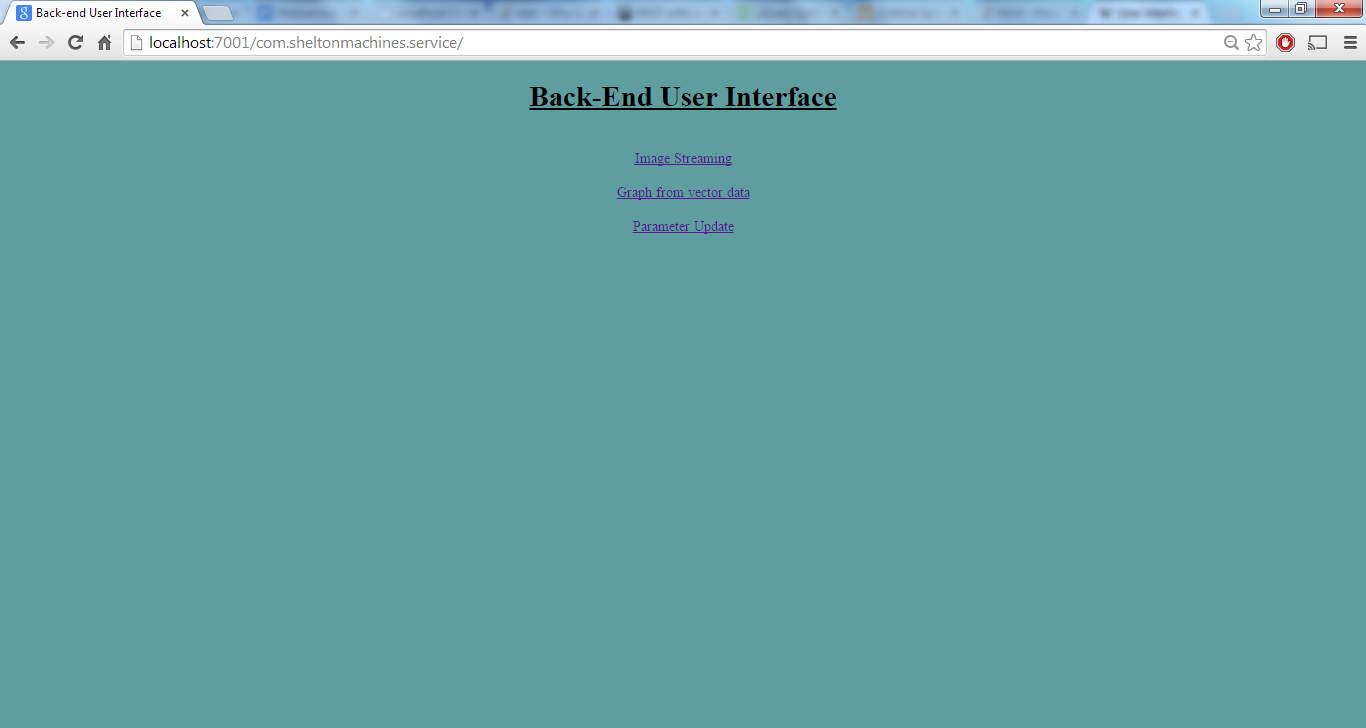 Back-end User Interface
localhost:7001/com.sheltonmachines.service/
Back-End User Interface
Image Streaming
Graph from vector data
Parameter Update